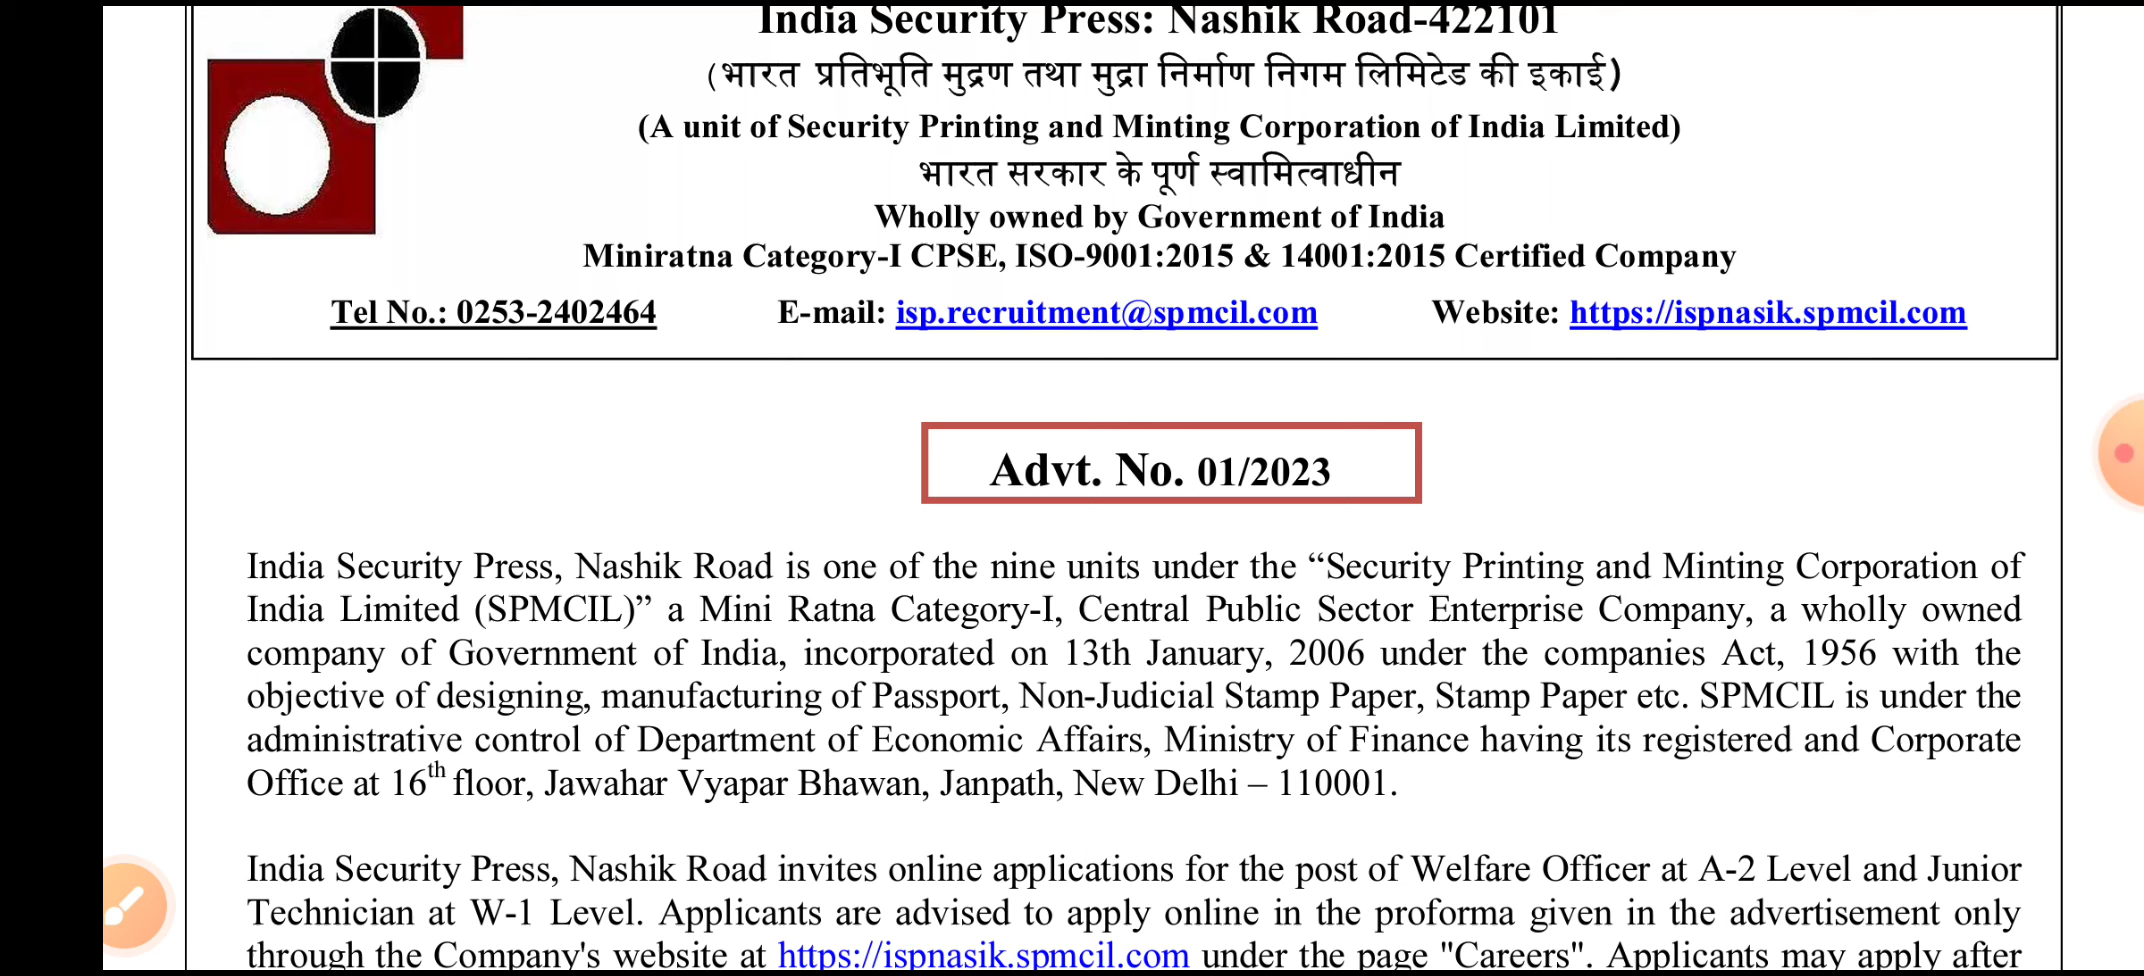 India Security Press: Nashik Road-422101
(भारत प्रतिभूति मुद्रण तथा मुद्रा निर्माण निगम लिमिटेड की इकाई)
(A unit of Security Printing and Minting Corporation of India Limited)
भारत सरकार के पूर्ण स्वामित्वाधीन
Wholly owned by Government of India
Miniratna Category-I CPSE, ISO-9001:2015 & 14001:2015 Certified Company
Tel No.: 0253-2402464 E-mail: isp.recruitment@spmcil.com Website: https://ispnasik.spmcil.com
Advt. No. 01/2023
India Security Press, Nashik Road is one of the nine units under the “Security Printing and Minting Corporation of
India Limited (SPMCIL)” a Mini Ratna Category-I, Central Public Sector Enterprise Company, a wholly owned
company of Government of India, incorporated on 13th January, 2006 under the companies Act, 1956 with the
objective of designing, manufacturing of Passport, Non-Judicial Stamp Paper, Stamp Paper etc. SPMCIL is under the
administrative control of Department of Economic Affairs, Ministry of Finance having its registered and Corporate
Office at 16th floor, Jawahar Vyapar Bhawan, Janpath, New Delhi – 110001.
India Security Press, Nashik Road invites online applications for the post of Welfare Officer at A-2 Level and Junior
Technician at W-1 Level. Applicants are advised to apply online in the proforma given in the advertisement only
through the Company's website at https://ispnasik.spmcil.com under the page "Careers". Applicants may apply after